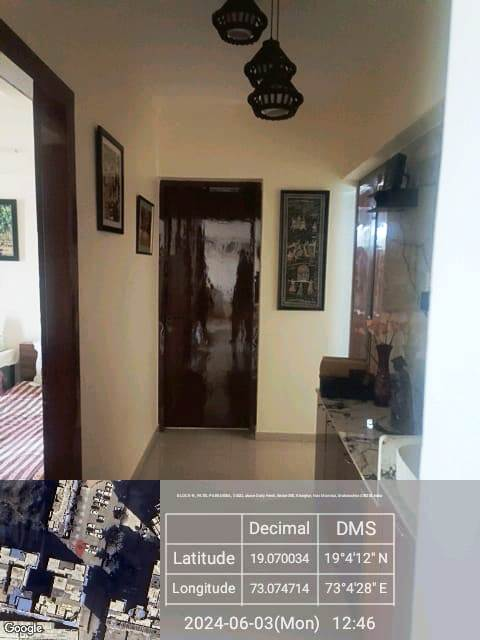 Decimal DMS
Latitude 19.070034 19°4'12" N
Longitude 73.074714 73°4'28" E
2024-06-03(Mon) 12:46
Google